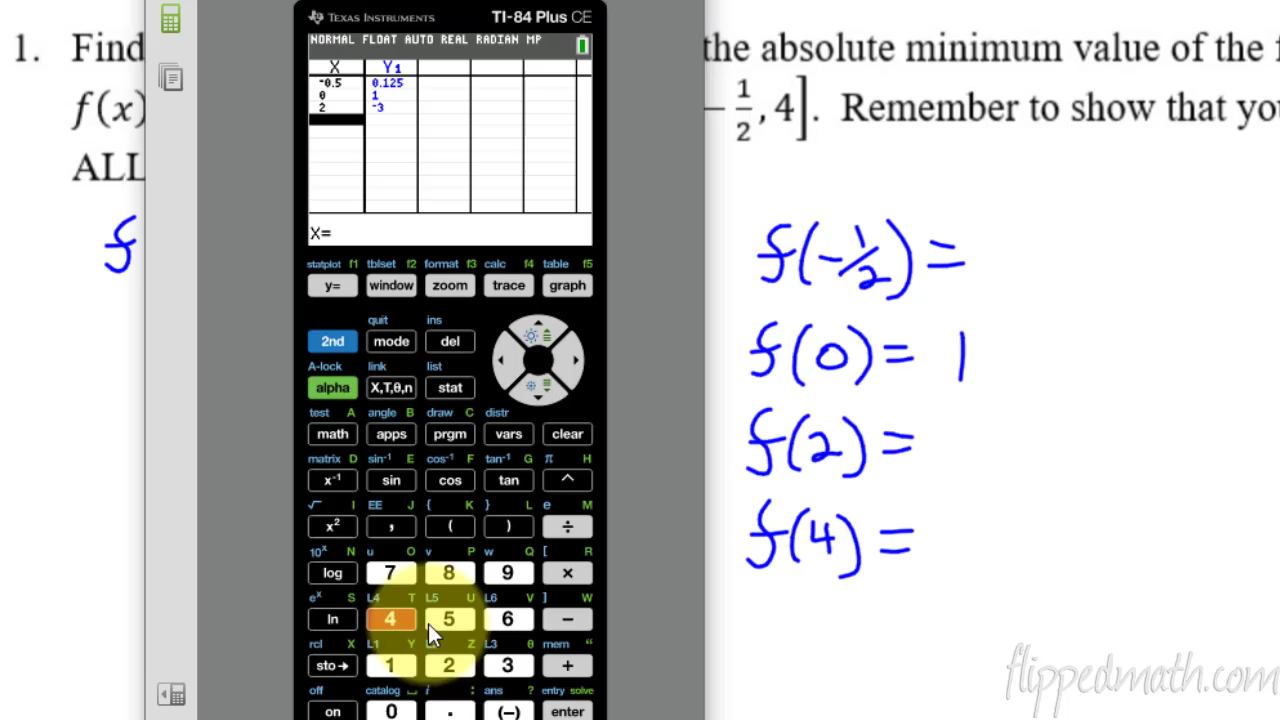 1. Find the absolute minimum value of the f
f(x) − 1/2, 4]. Remember to show that you
ALL
f
f(-1/2) =
f(0) = 1
f(2) =
f(4) =
TEXAS INSTRUMENTS TI-84 Plus CE
NORMAL FLOAT AUTO REAL RADIAN MP
X Y1
-0.5 0.125
0 1
2 -3
X=
statplot f1 tblset f2 format f3 calc f4 table f5
y= window zoom trace graph
quit ins
2nd mode del
A-lock link list
alpha X,T,θ,n stat
test A angle B draw C distr
math apps prgm vars clear
matrix D sin⁻¹ E cos⁻¹ F tan⁻¹ G π H
x⁻¹ sin cos tan ^
√ I EE J { K } L e M
x² , ( ) ÷
10ˣ N u O v P w Q [ R
log 7 8 9 ×
eˣ S L4 T L5 U L6 V ] W
ln 4 5 6 −
rcl X L1 Y Z L3 θ mem "
sto→ 1 2 3 +
off catalog i : ans ? entry solve
on 0 . (−) enter
flippedmath.com